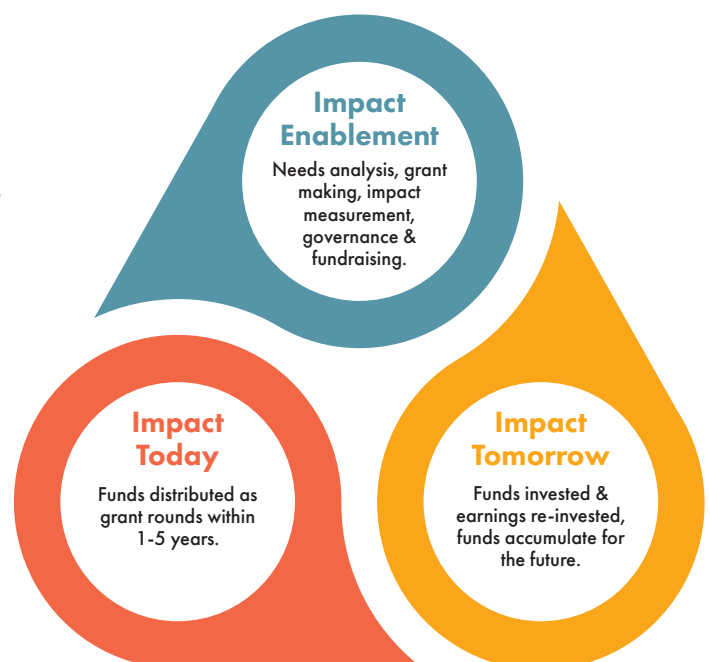 Impact
Enablement
Needs analysis, grant
making, impact
measurement,
governance &
fundraising.
Impact
Today
Funds distributed as
grant rounds within
1-5 years.
Impact
Tomorrow
Funds invested &
earnings re-invested,
funds accumulate for
the future.